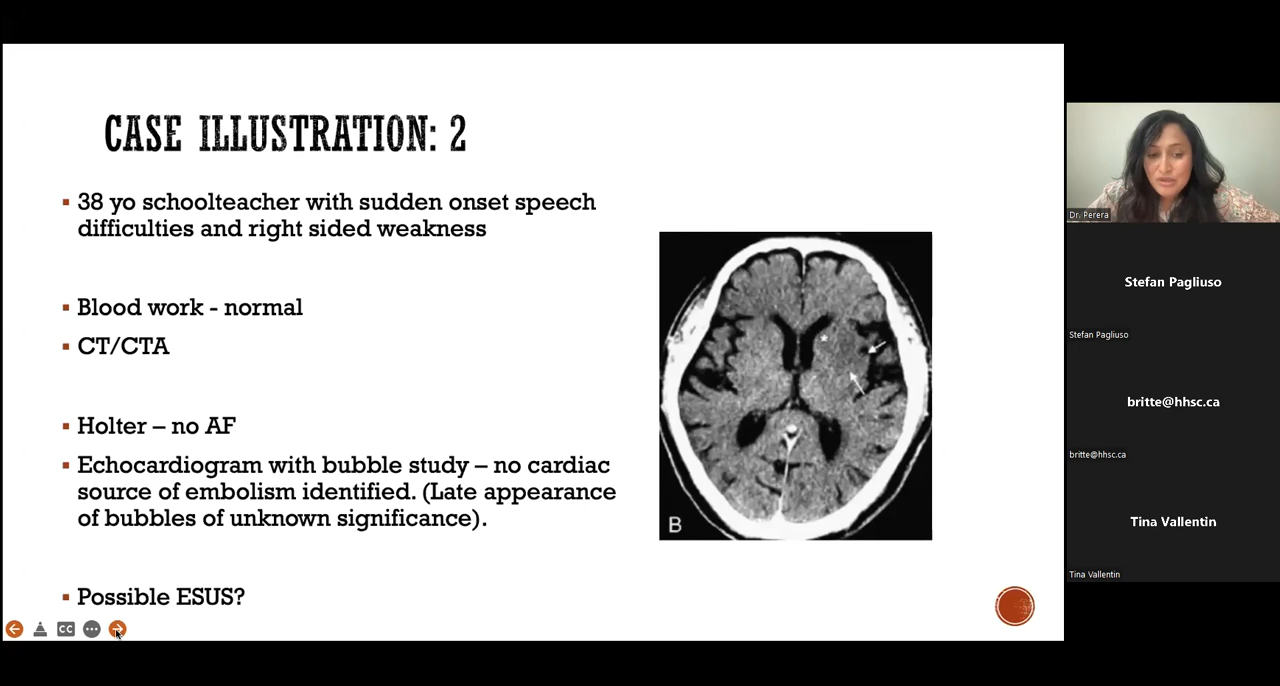 CASE ILLUSTRATION: 2
▪ 38 yo schoolteacher with sudden onset speech
difficulties and right sided weakness
▪ Blood work - normal
▪ CT/CTA
▪ Holter – no AF
▪ Echocardiogram with bubble study – no cardiac
source of embolism identified. (Late appearance
of bubbles of unknown significance).
▪ Possible ESUS?
B
CC
Dr. Perera
Stefan Pagliuso
Stefan Pagliuso
britte@hhsc.ca
britte@hhsc.ca
Tina Vallentin
Tina Vallentin